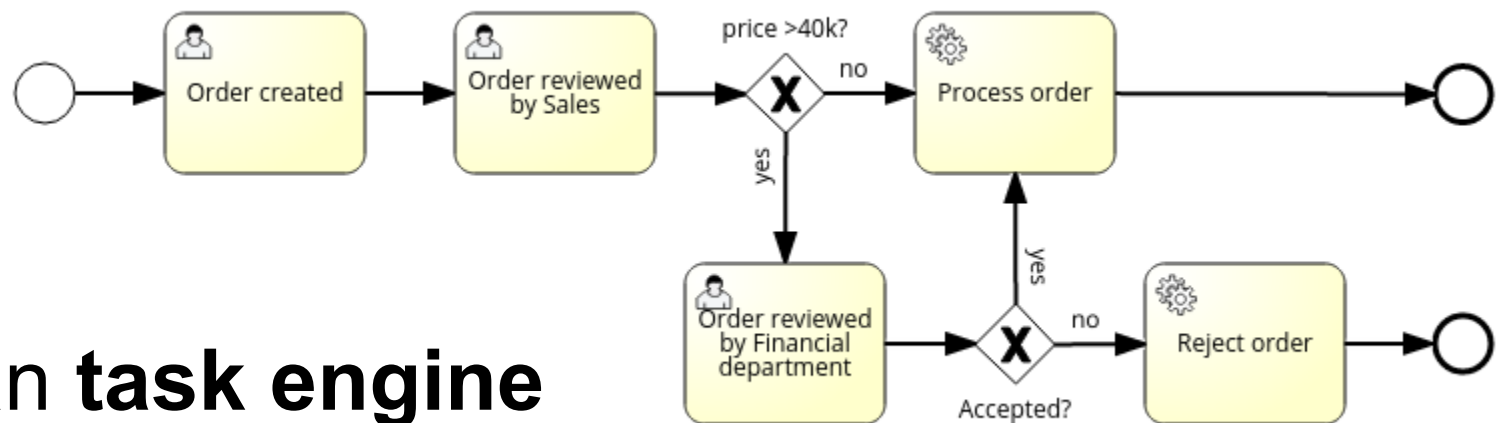 price >40k?
Order created
Order reviewed
by Sales
no
Process order
yes
yes
Order reviewed
by Financial
department
no
Reject order
Accepted?
n task engine